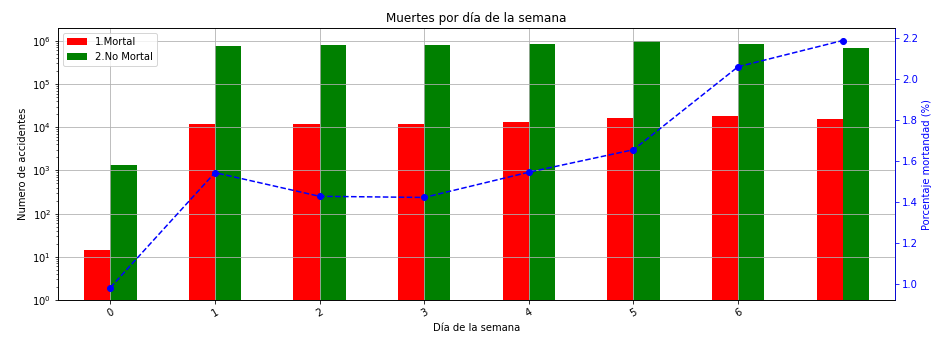 Muertes por día de la semana
1.Mortal
2.No Mortal
Numero de accidentes
10^6
10^5
10^4
10^3
10^2
10^1
10^0
2.2
2.0
1.8
1.6
1.4
1.2
1.0
Porcentaje mortandad (%)
0 1 2 3 4 5 6
Día de la semana